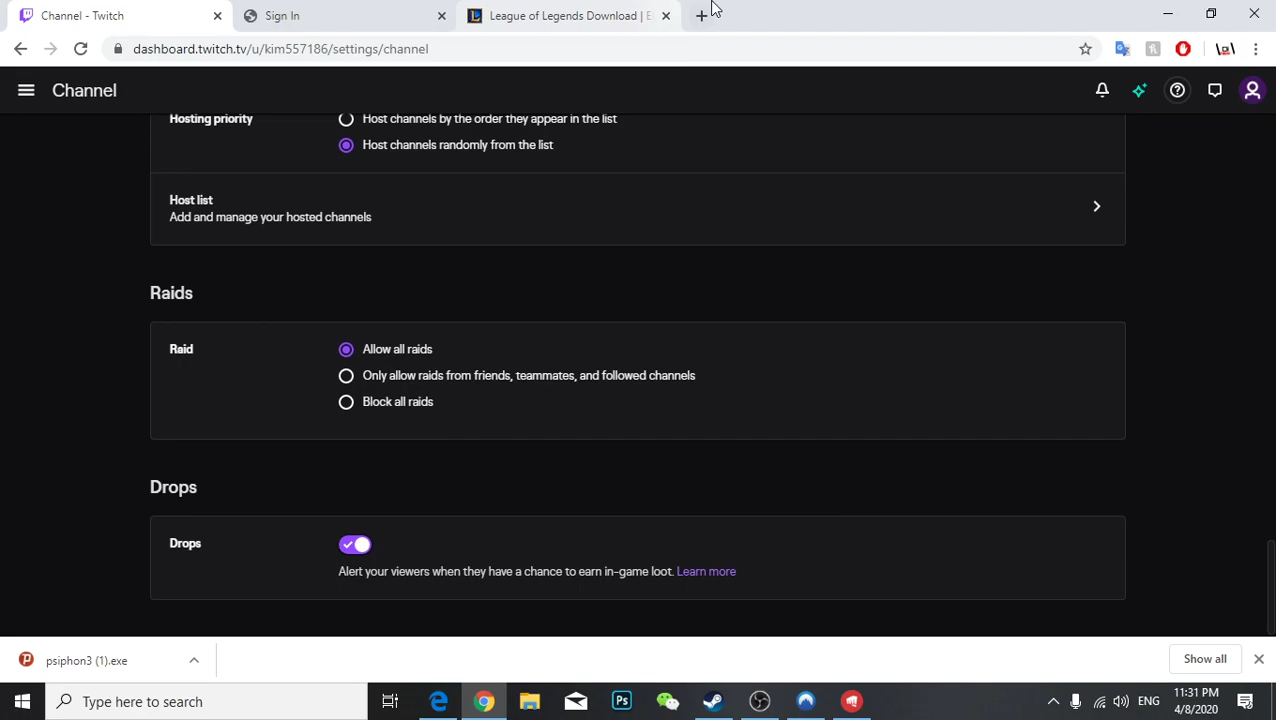 Channel - Twitch
Sign In
League of Legends Download | E
dashboard.twitch.tv/u/kim557186/settings/channel
Channel
Hosting priority
Host channels by the order they appear in the list
Host channels randomly from the list
Host list
Add and manage your hosted channels
Raids
Raid
Allow all raids
Only allow raids from friends, teammates, and followed channels
Block all raids
Drops
Drops
Alert your viewers when they have a chance to earn in-game loot. Learn more
psiphon3 (1).exe
Show all
Type here to search
Ps
ENG
11:31 PM
4/8/2020